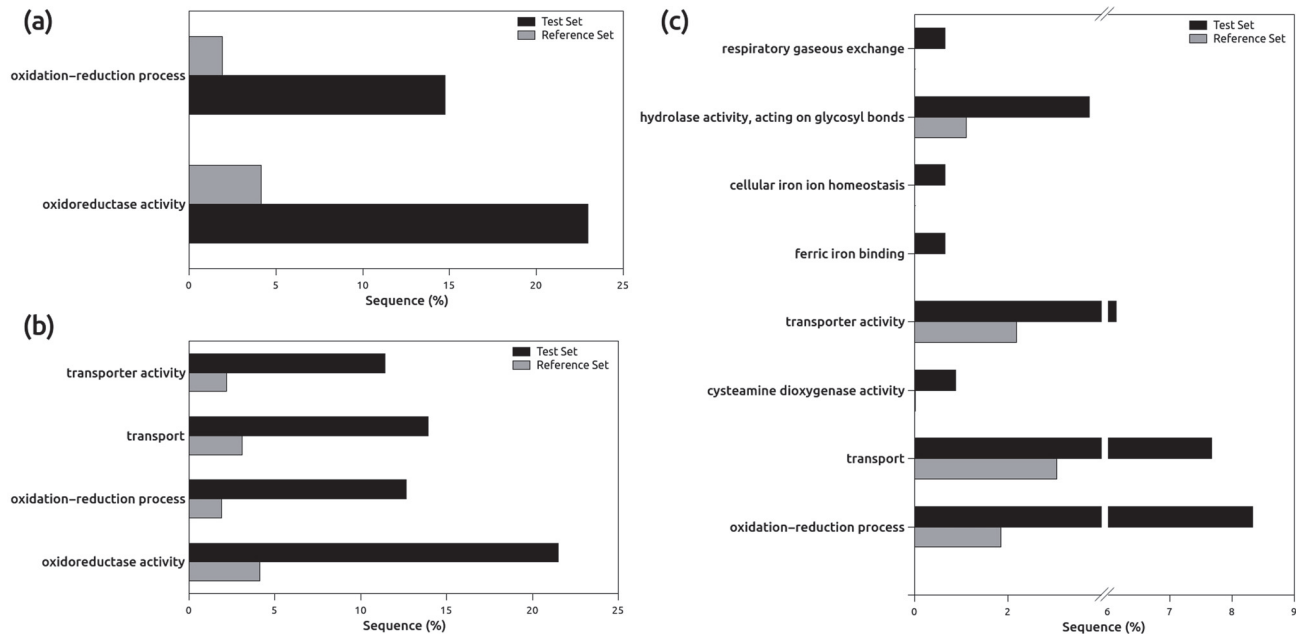 (a)
Test Set
Reference Set
oxidation–reduction process
oxidoreductase activity
0 5 10 15 20 25
Sequence (%)
(b)
Test Set
Reference Set
transporter activity
transport
oxidation–reduction process
oxidoreductase activity
0 5 10 15 20 25
Sequence (%)
(c)
Test Set
Reference Set
respiratory gaseous exchange
hydrolase activity, acting on glycosyl bonds
cellular iron ion homeostasis
ferric iron binding
transporter activity
cysteamine dioxygenase activity
transport
oxidation–reduction process
0 2 6 7 8 9
Sequence (%)